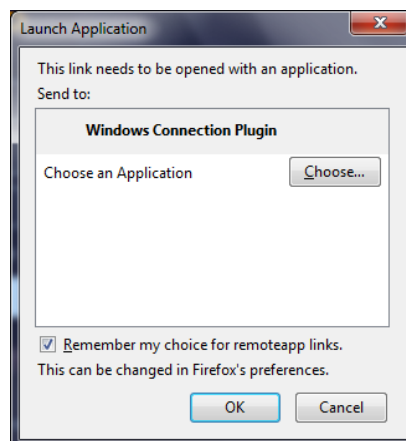 Launch Application
This link needs to be opened with an application.
Send to:
Windows Connection Plugin
Choose an Application
Choose...
Remember my choice for remoteapp links.
This can be changed in Firefox's preferences.
OK
Cancel